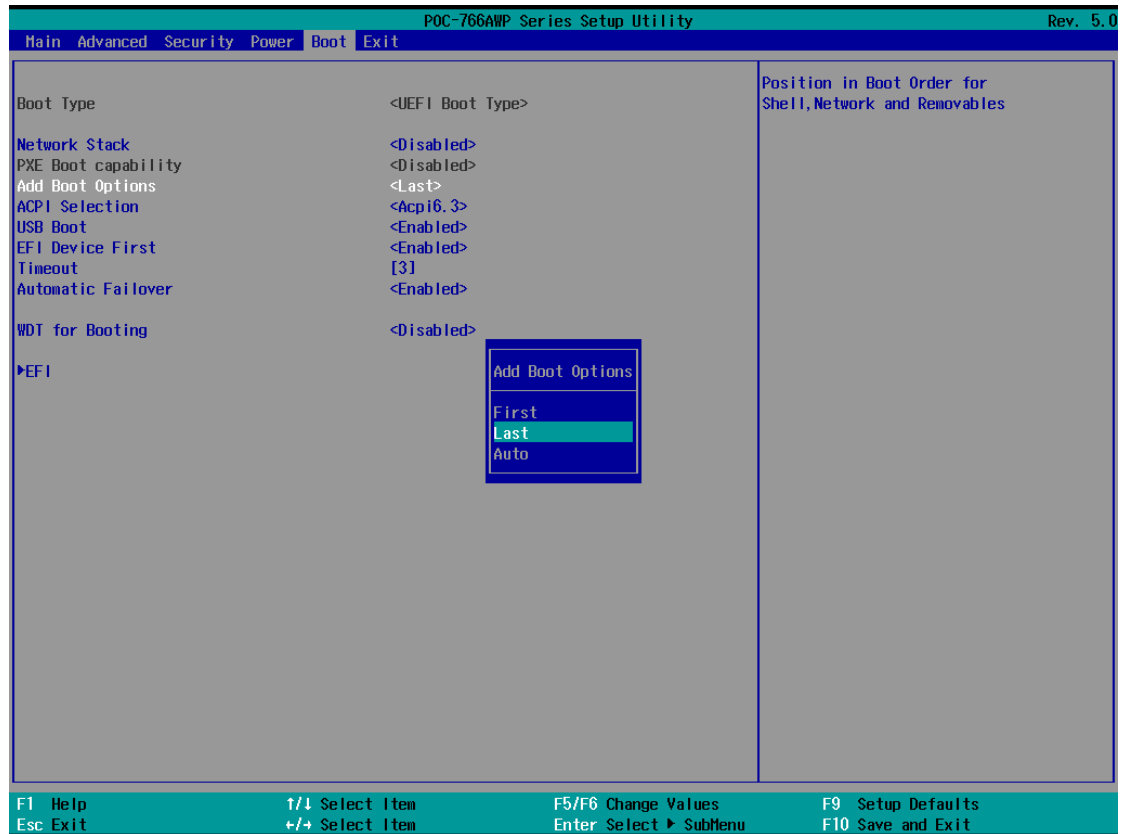 POC-766AWP Series Setup Utility Rev. 5.0
Main Advanced Security Power Boot Exit
Boot Type <UEFI Boot Type>
Network Stack <Disabled>
PXE Boot capability <Disabled>
Add Boot Options <Last>
ACPI Selection <Acpi6.3>
USB Boot <Enabled>
EFI Device First <Enabled>
Timeout [3]
Automatic Failover <Enabled>
WDT for Booting <Disabled>
▶EFI
Add Boot Options
First
Last
Auto
Position in Boot Order for
Shell,Network and Removables
F1 Help ↑/↓ Select Item F5/F6 Change Values F9 Setup Defaults
Esc Exit ←/→ Select Item Enter Select ▶ SubMenu F10 Save and Exit